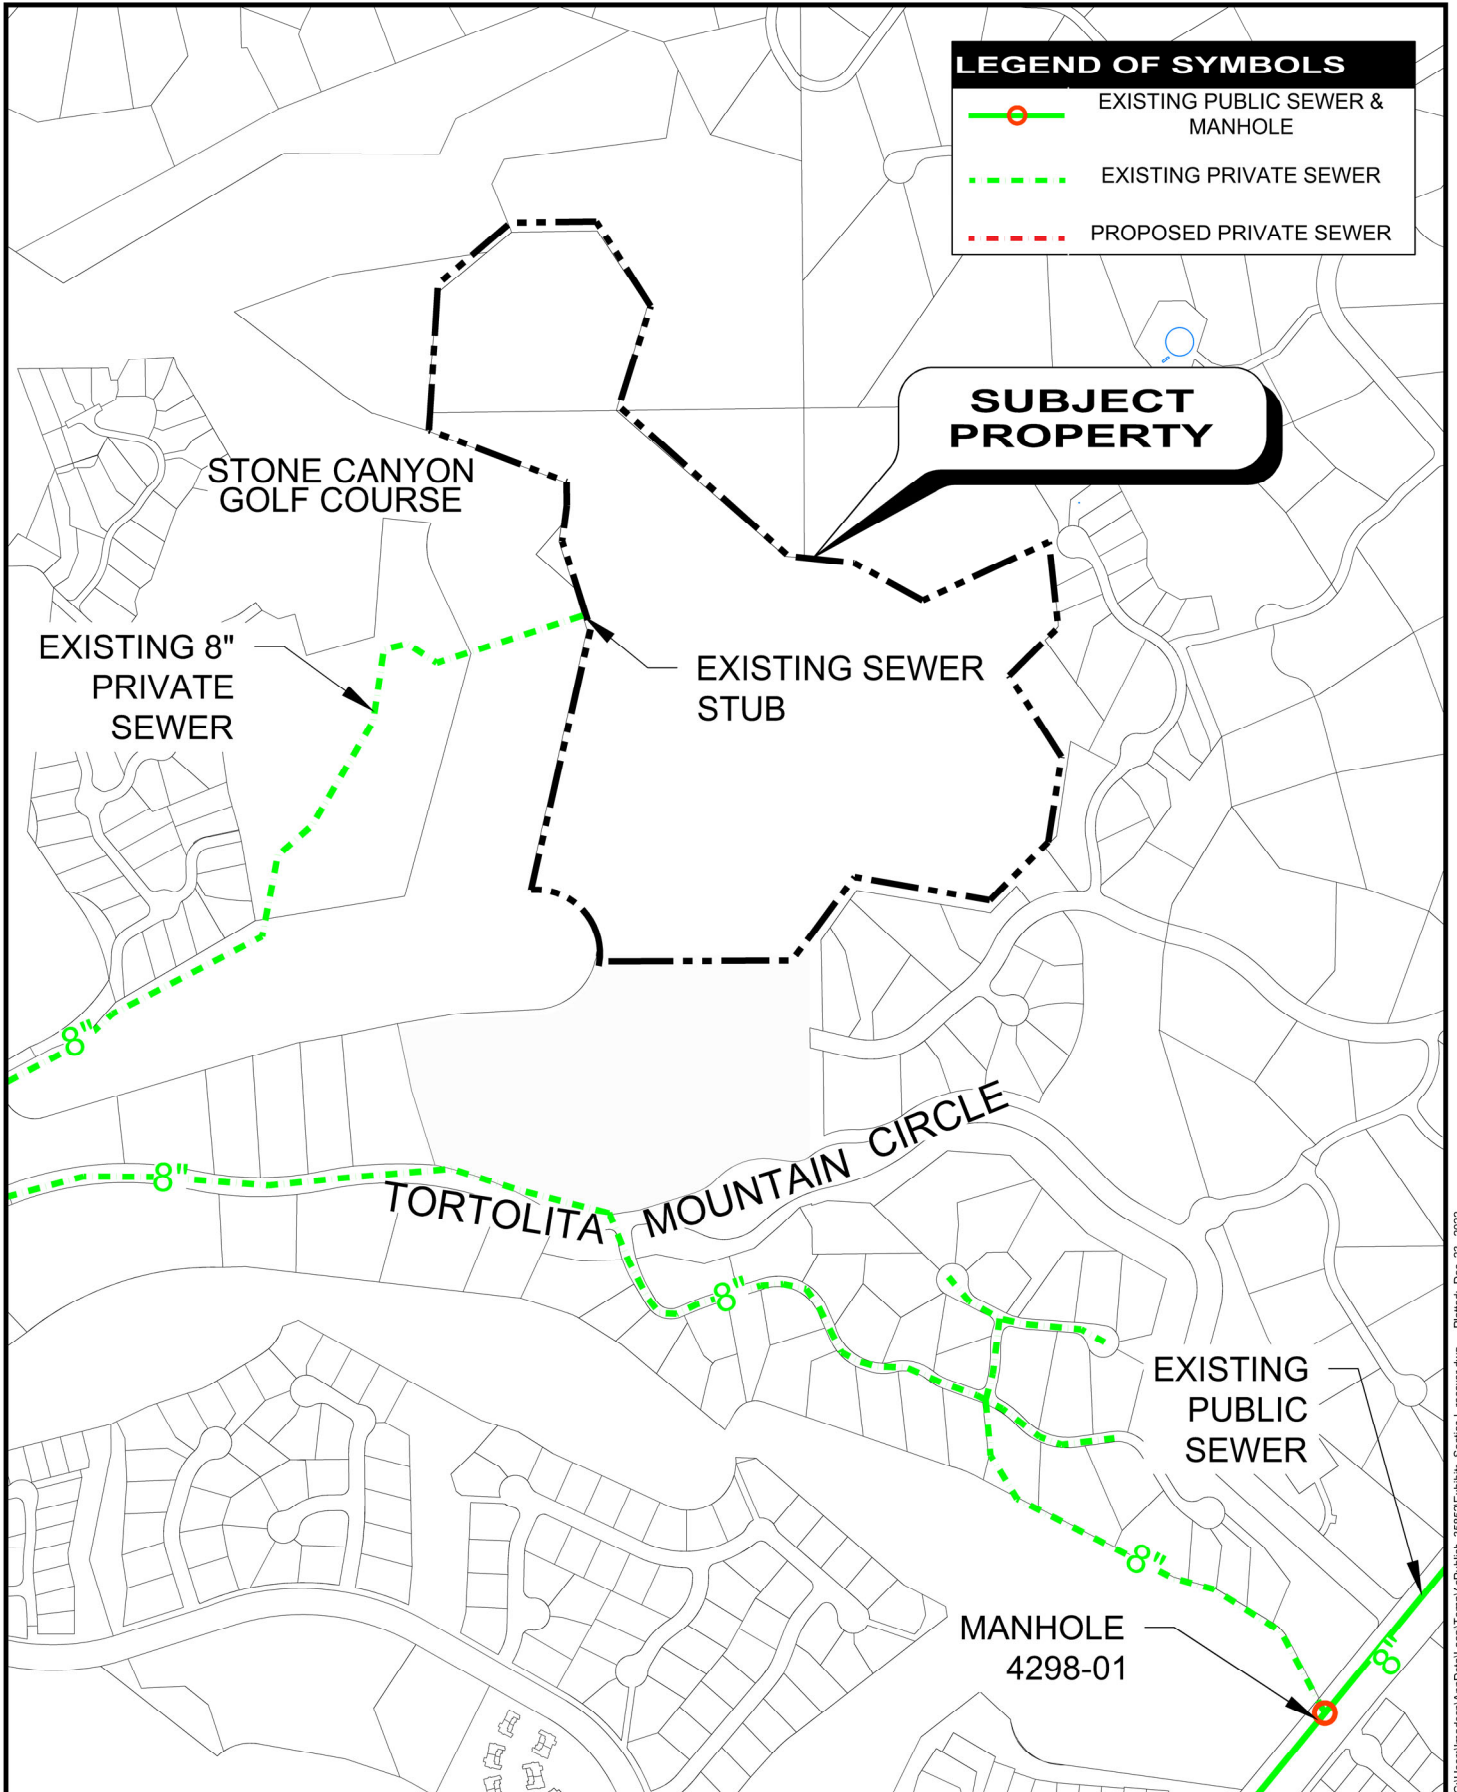 LEGEND OF SYMBOLS
EXISTING PUBLIC SEWER &
MANHOLE
EXISTING PRIVATE SEWER
PROPOSED PRIVATE SEWER
SUBJECT
PROPERTY
STONE CANYON
GOLF COURSE
EXISTING 8"
PRIVATE
SEWER
EXISTING SEWER
STUB
8"
8"
TORTOLITA MOUNTAIN CIRCLE
8"
EXISTING
PUBLIC
SEWER
8"
MANHOLE
4298-01
8"